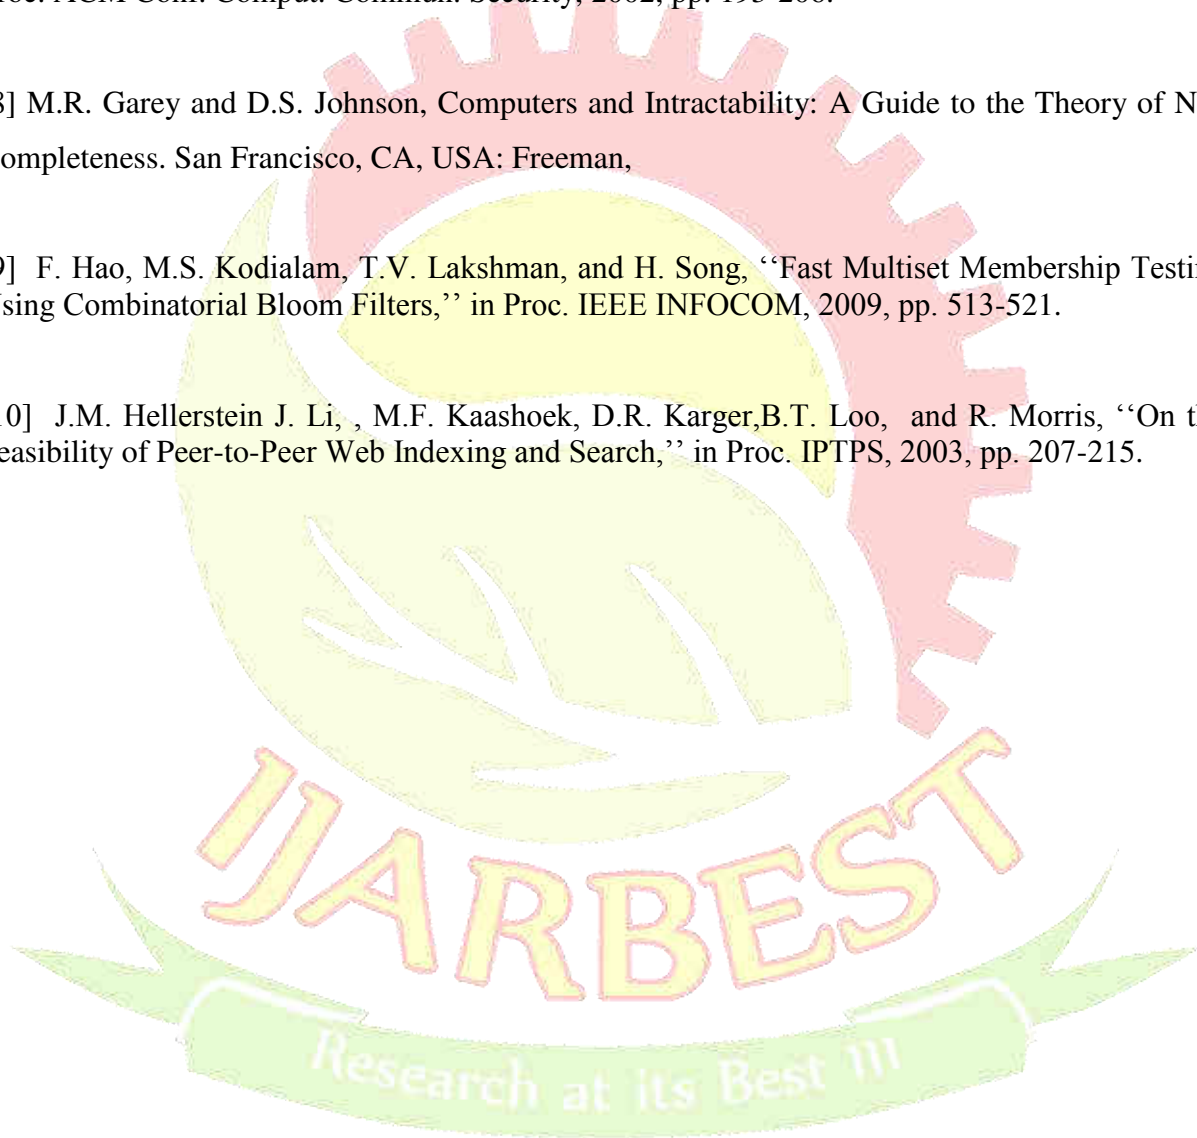 roc. ACM Conf. Comput. Commun. Security, 2002, pp. 193-206.
8] M.R. Garey and D.S. Johnson, Computers and Intractability: A Guide to the Theory of N
ompleteness. San Francisco, CA, USA: Freeman,
9] F. Hao, M.S. Kodialam, T.V. Lakshman, and H. Song, ‘‘Fast Multiset Membership Testin
sing Combinatorial Bloom Filters,’’ in Proc. IEEE INFOCOM, 2009, pp. 513-521.
10] J.M. Hellerstein J. Li, , M.F. Kaashoek, D.R. Karger,B.T. Loo, and R. Morris, ‘‘On th
easibility of Peer-to-Peer Web Indexing and Search,’’ in Proc. IPTPS, 2003, pp. 207-215.
IJARBEST
Research at its Best !!!